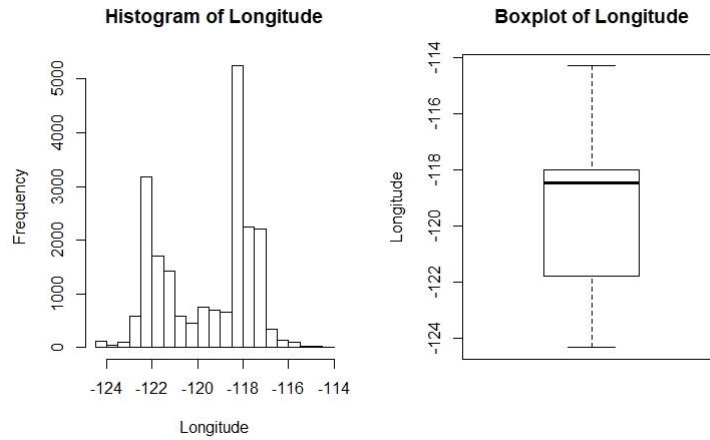 Histogram of Longitude
Frequency
5000
4000
3000
2000
1000
0
-124 -122 -120 -118 -116 -114
Longitude
Boxplot of Longitude
Longitude
-114
-116
-118
-120
-122
-124